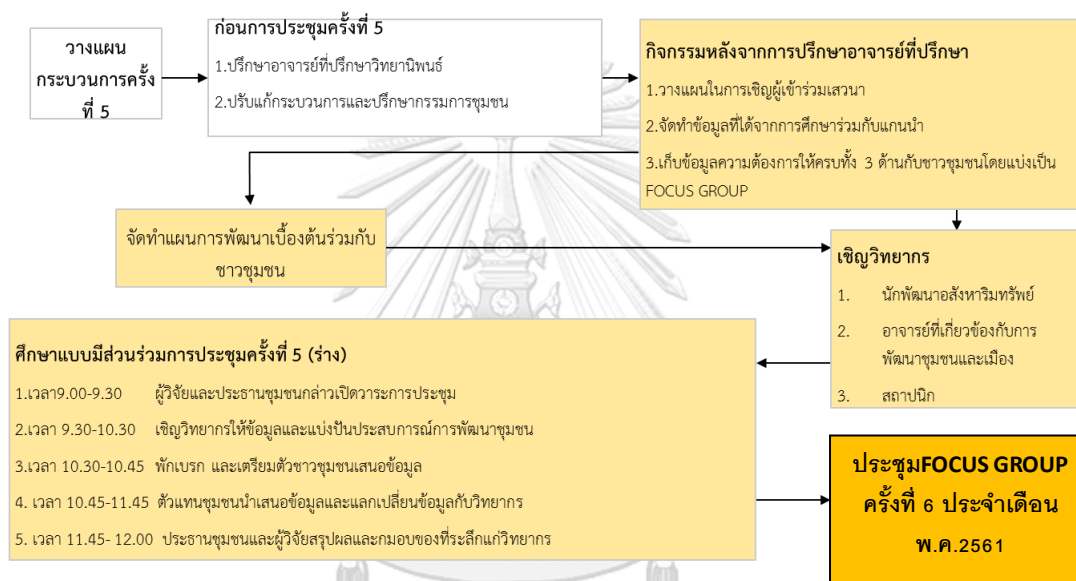 วางแผน
กระบวนการครั้ง
ที่ 5
ก่อนการประชุมครั้งที่ 5
1.ปรึกษาอาจารย์ที่ปรึกษาวิทยานิพนธ์
2.ปรับแก้กระบวนการและปรึกษากรรมการชุมชน
กิจกรรมหลังจากการปรึกษาอาจารย์ที่ปรึกษา
1.วางแผนในการเชิญผู้เข้าร่วมเสวนา
2.จัดทำข้อมูลที่ได้จากการศึกษาร่วมกับแกนนำ
3.เก็บข้อมูลความต้องการให้ครบทั้ง 3 ด้านกับชาวชุมชนโดยแบ่งเป็น
FOCUS GROUP
จัดทำแผนการพัฒนาเบื้องต้นร่วมกับ
ชาวชุมชน
เชิญวิทยากร
1. นักพัฒนาอสังหาริมทรัพย์
2. อาจารย์ที่เกี่ยวข้องกับการ
พัฒนาชุมชนและเมือง
3. สถาปนิก
ศึกษาแบบมีส่วนร่วมการประชุมครั้งที่ 5 (ร่าง)
1.เวลา9.00-9.30 ผู้วิจัยและประธานชุมชนกล่าวเปิดวาระการประชุม
2.เวลา 9.30-10.30 เชิญวิทยากรให้ข้อมูลและแบ่งปันประสบการณ์การพัฒนาชุมชน
3.เวลา 10.30-10.45 พักเบรก และเตรียมตัวชาวชุมชนเสนอข้อมูล
4. เวลา 10.45-11.45 ตัวแทนชุมชนนำเสนอข้อมูลและแลกเปลี่ยนข้อมูลกับวิทยากร
5. เวลา 11.45- 12.00 ประธานชุมชนและผู้วิจัยสรุปผลและกมอบของที่ระลึกแก่วิทยากร
ประชุมFOCUS GROUP
ครั้งที่ 6 ประจำเดือน
พ.ค.2561